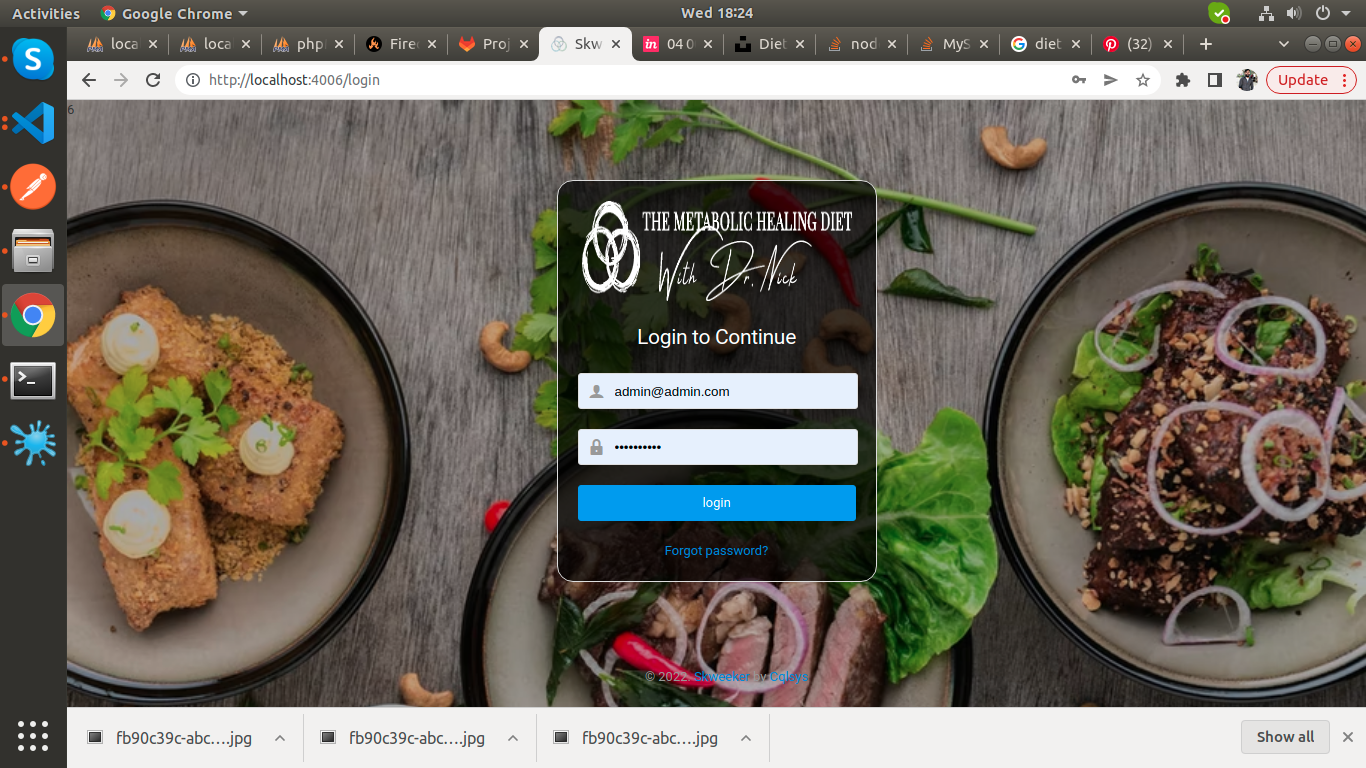 Activities
Google Chrome
Wed 18:24
loca
loca
php
Fire
Proj
Skw
04 0
Diet
nod
MyS
diet
(32)
http://localhost:4006/login
Update
6
THE METABOLIC HEALING DIET
With Dr. Nick
Login to Continue
admin@admin.com
••••••••••
login
Forgot password?
© 2022. Skweeker by Cqlsys
fb90c39c-abc....jpg
fb90c39c-abc....jpg
fb90c39c-abc....jpg
Show all